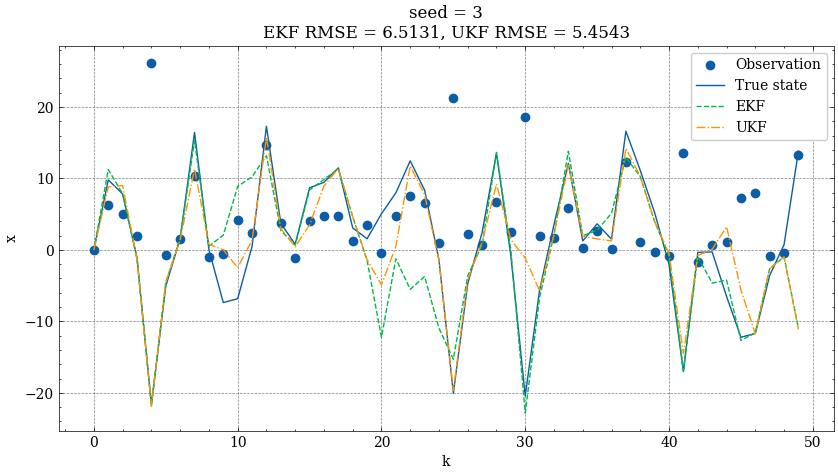 seed = 3
EKF RMSE = 6.5131, UKF RMSE = 5.4543
Observation
True state
EKF
UKF
20
10
0
−10
−20
x
0 10 20 30 40 50
k